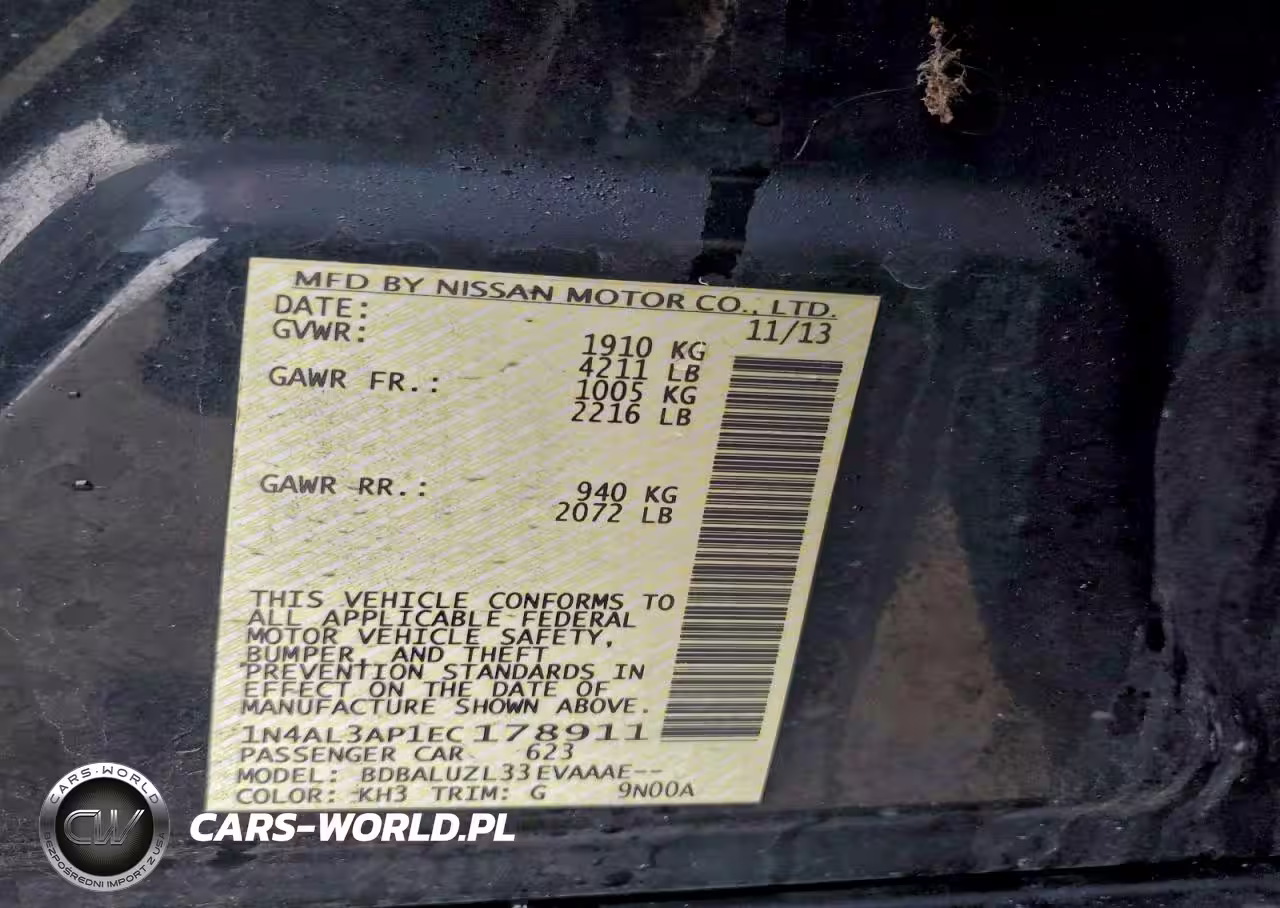 MFD BY NISSAN MOTOR CO., LTD.
DATE: 11/13
GVWR: 1910 KG
4211 LB
GAWR FR.: 1005 KG
2216 LB
GAWR RR.: 940 KG
2072 LB
THIS VEHICLE CONFORMS TO
ALL APPLICABLE FEDERAL
MOTOR VEHICLE SAFETY,
BUMPER, AND THEFT
PREVENTION STANDARDS IN
EFFECT ON THE DATE OF
MANUFACTURE SHOWN ABOVE.
1N4AL3AP1EC178911
PASSENGER CAR 623
MODEL: BDBALUZL33EVAAAE--
COLOR: KH3 TRIM: G 9N00A
CARS-WORLD
CW
BEZPOŚREDNI IMPORT Z USA
CARS-WORLD.PL